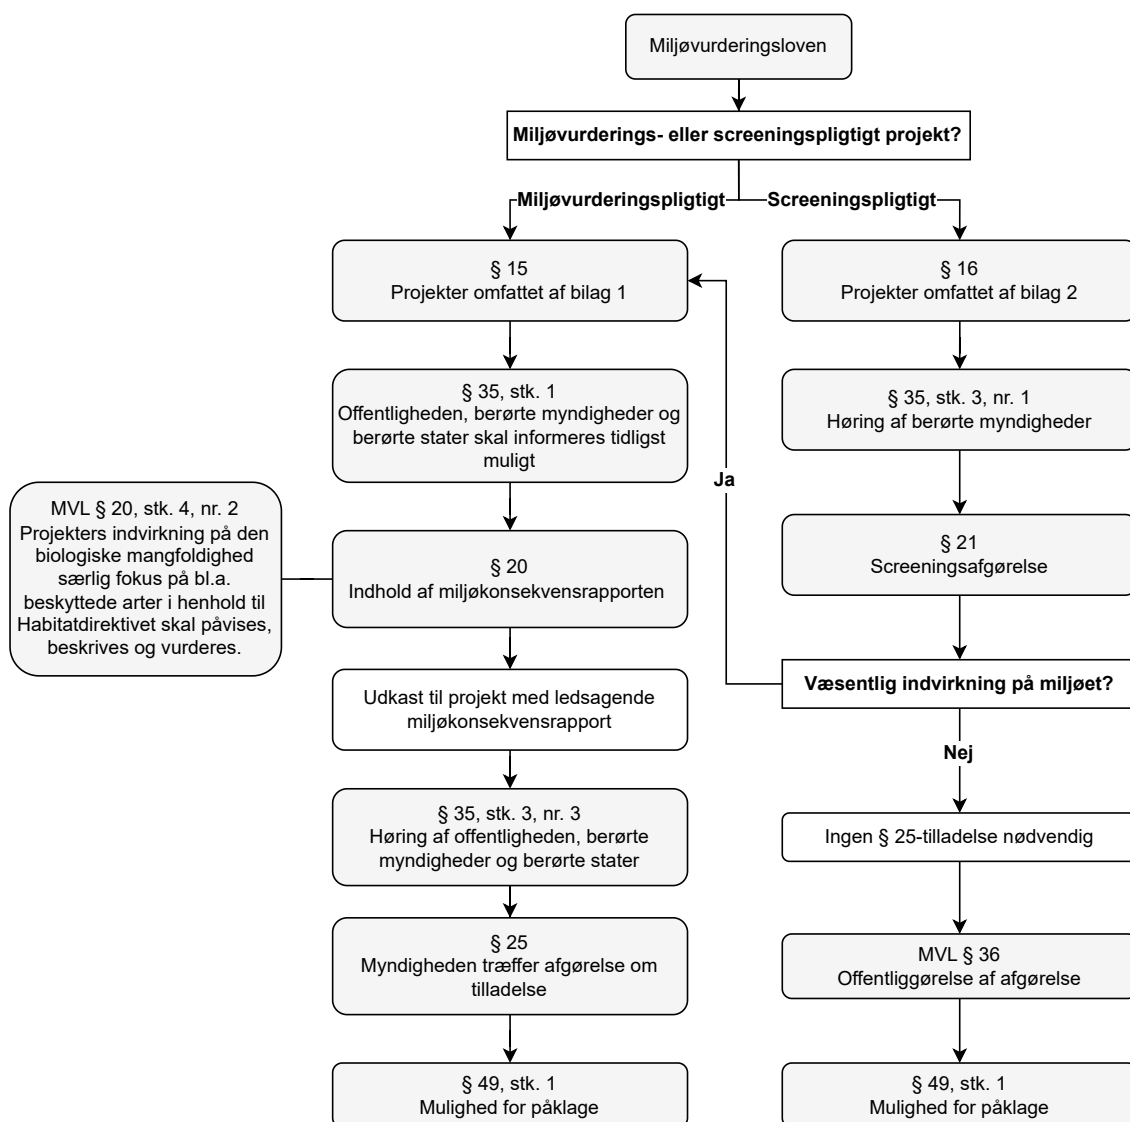 Miljøvurderingsloven
Miljøvurderings- eller screeningspligtigt projekt?
Miljøvurderingspligtigt
Screeningspligtigt
§ 15
Projekter omfattet af bilag 1
§ 16
Projekter omfattet af bilag 2
§ 35, stk. 1
Offentligheden, berørte myndigheder og
berørte stater skal informeres tidligst
muligt
§ 35, stk. 3, nr. 1
Høring af berørte myndigheder
Ja
MVL § 20, stk. 4, nr. 2
Projekters indvirkning på den
biologiske mangfoldighed
særlig fokus på bl.a.
beskyttede arter i henhold til
Habitatdirektivet skal påvises,
beskrives og vurderes.
§ 20
Indhold af miljøkonsekvensrapporten
§ 21
Screeningsafgørelse
Udkast til projekt med ledsagende
miljøkonsekvensrapport
Væsentlig indvirkning på miljøet?
Nej
§ 35, stk. 3, nr. 3
Høring af offentligheden, berørte
myndigheder og berørte stater
Ingen § 25-tilladelse nødvendig
§ 25
Myndigheden træffer afgørelse om
tilladelse
MVL § 36
Offentliggørelse af afgørelse
§ 49, stk. 1
Mulighed for påklage
§ 49, stk. 1
Mulighed for påklage